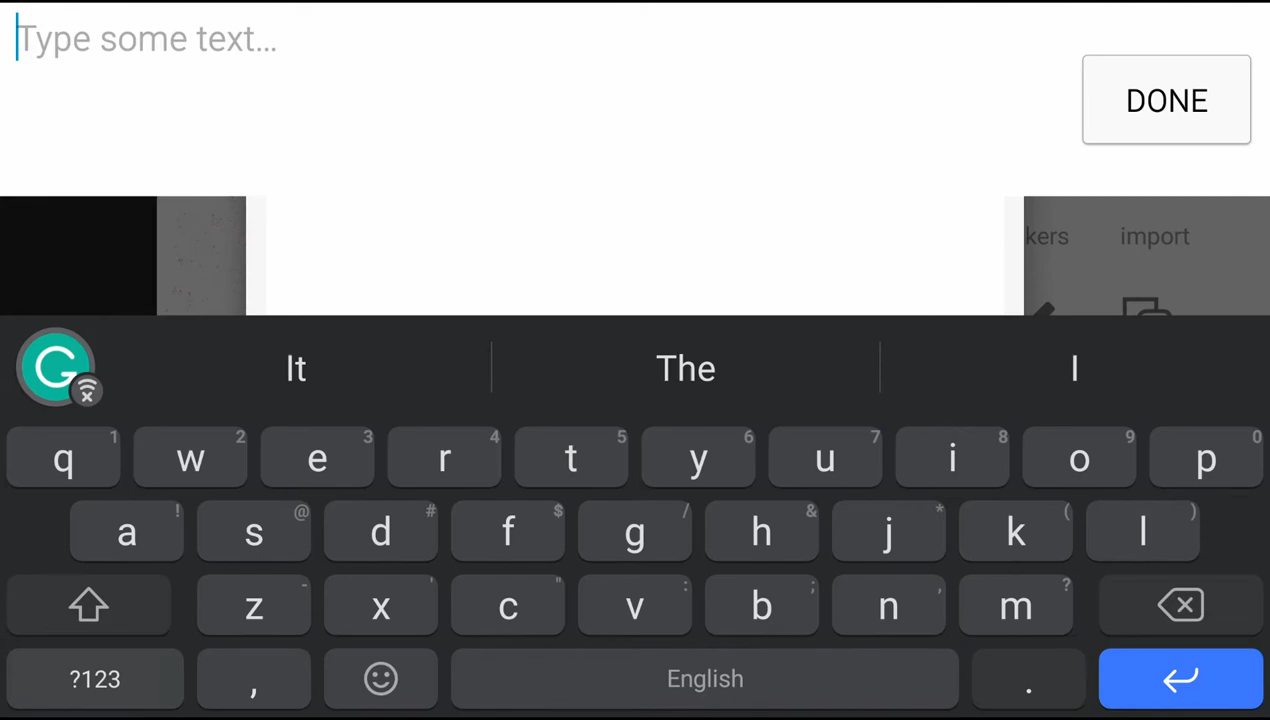 Type some text...
DONE
kers import
It The I
1 2 3 4 5 6 7 8 9 0
q w e r t y u i o p
! @ # $ / & * ( )
a s d f g h j k l
- ' " : ; , ?
z x c v b n m
?123 , English .